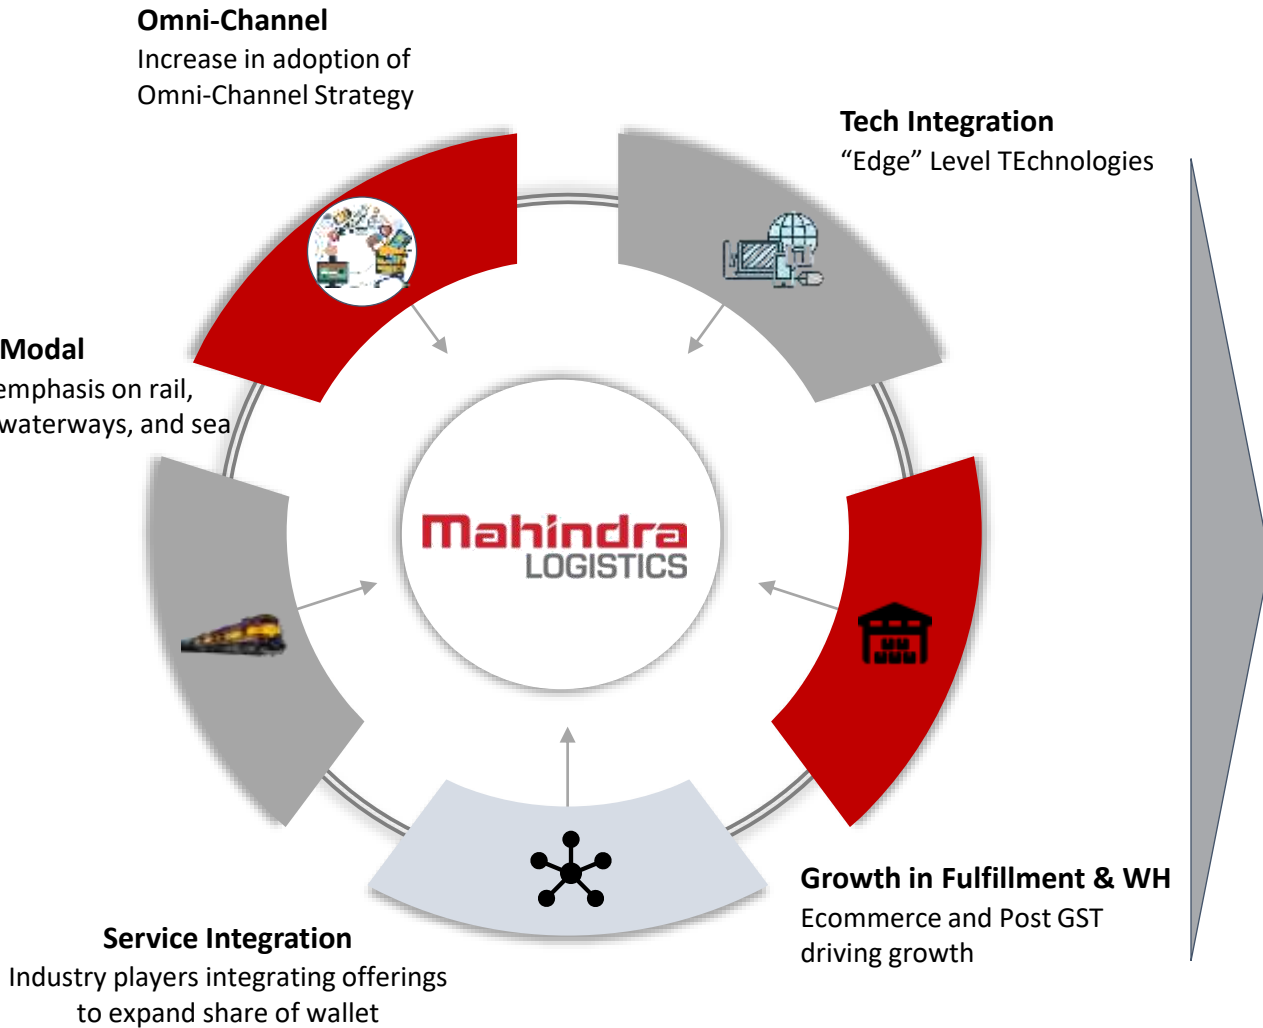 Omni-Channel
Increase in adoption of
Omni-Channel Strategy
Tech Integration
“Edge” Level TEchnologies
Modal
emphasis on rail,
waterways, and sea
Mahindra
LOGISTICS
Growth in Fulfillment & WH
Ecommerce and Post GST
driving growth
Service Integration
Industry players integrating offerings
to expand share of wallet